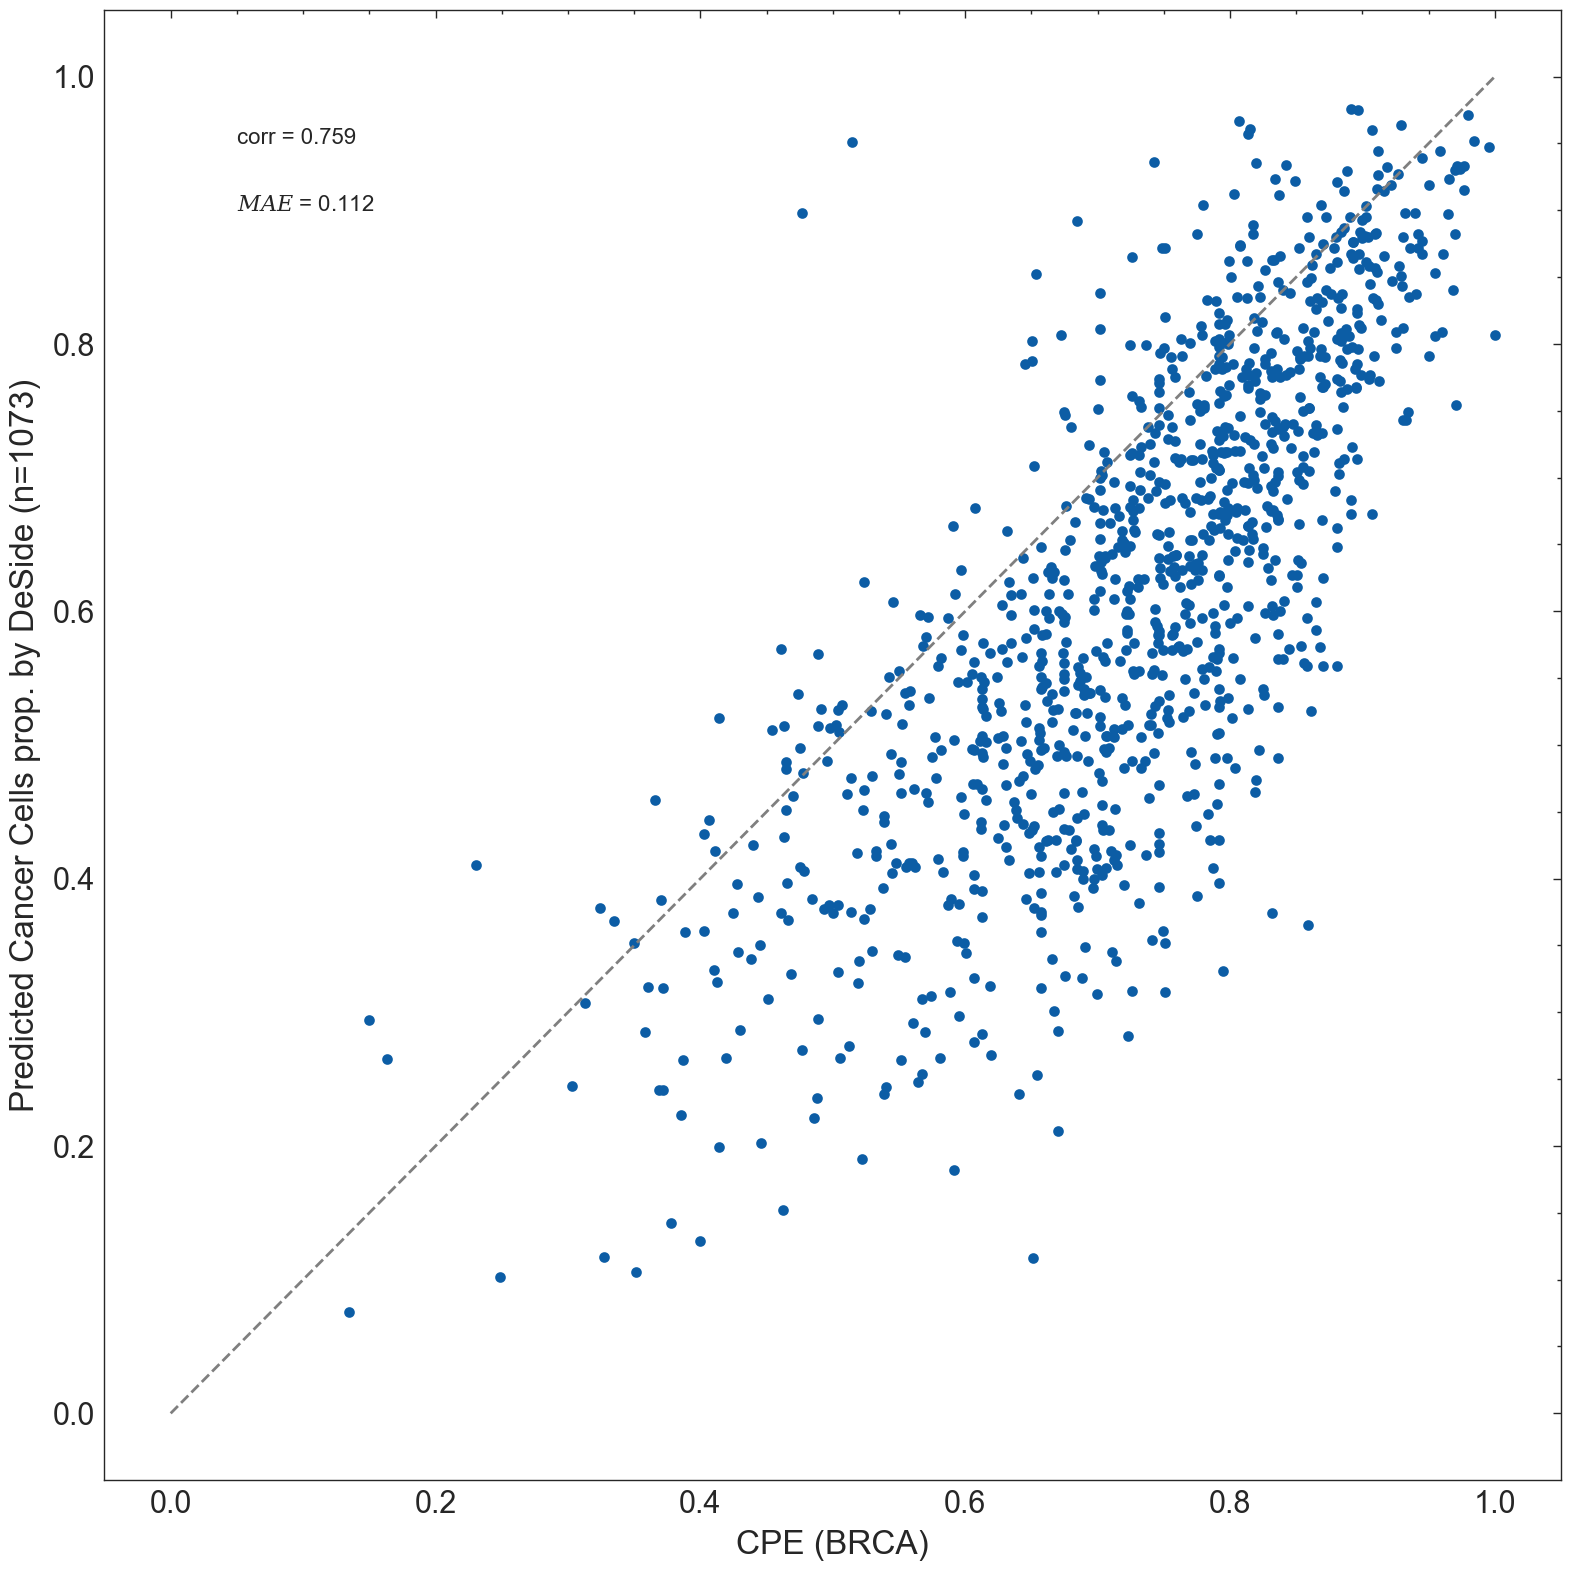 corr = 0.759
MAE = 0.112
Predicted Cancer Cells prop. by DeSide (n=1073)
1.0
0.8
0.6
0.4
0.2
0.0
0.0 0.2 0.4 0.6 0.8 1.0
CPE (BRCA)